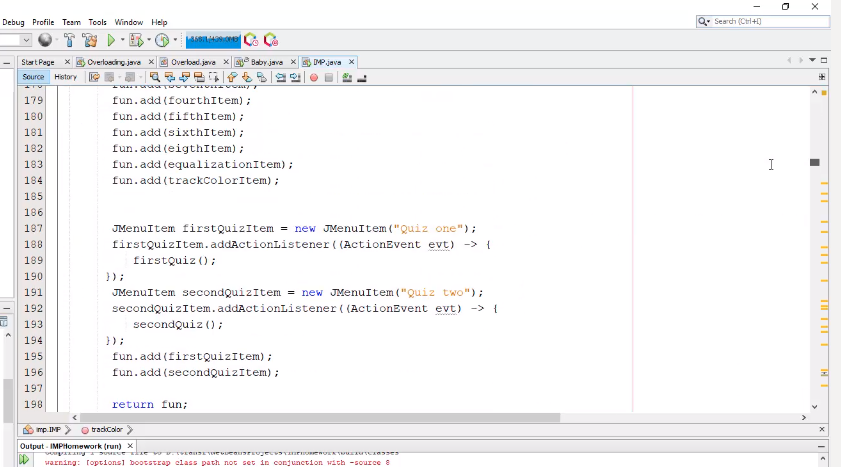 Debug Profile Team Tools Window Help
Search (Ctrl+I)
Start Page Overloading.java Overload.java Baby.java IMP.java
Source History
179 fun.add(fourthItem);
180 fun.add(fifthItem);
181 fun.add(sixthItem);
182 fun.add(eigthItem);
183 fun.add(equalizationItem);
184 fun.add(trackColorItem);
185
186
187 JMenuItem firstQuizItem = new JMenuItem("Quiz one");
188 firstQuizItem.addActionListener((ActionEvent evt) -> {
189 firstQuiz();
190 });
191 JMenuItem secondQuizItem = new JMenuItem("Quiz two");
192 secondQuizItem.addActionListener((ActionEvent evt) -> {
193 secondQuiz();
194 });
195 fun.add(firstQuizItem);
196 fun.add(secondQuizItem);
197
198 return fun;
imp.IMP trackColor
Output - IMPHomework (run)
warning: [options] bootstrap class path not set in conjunction with -source 8